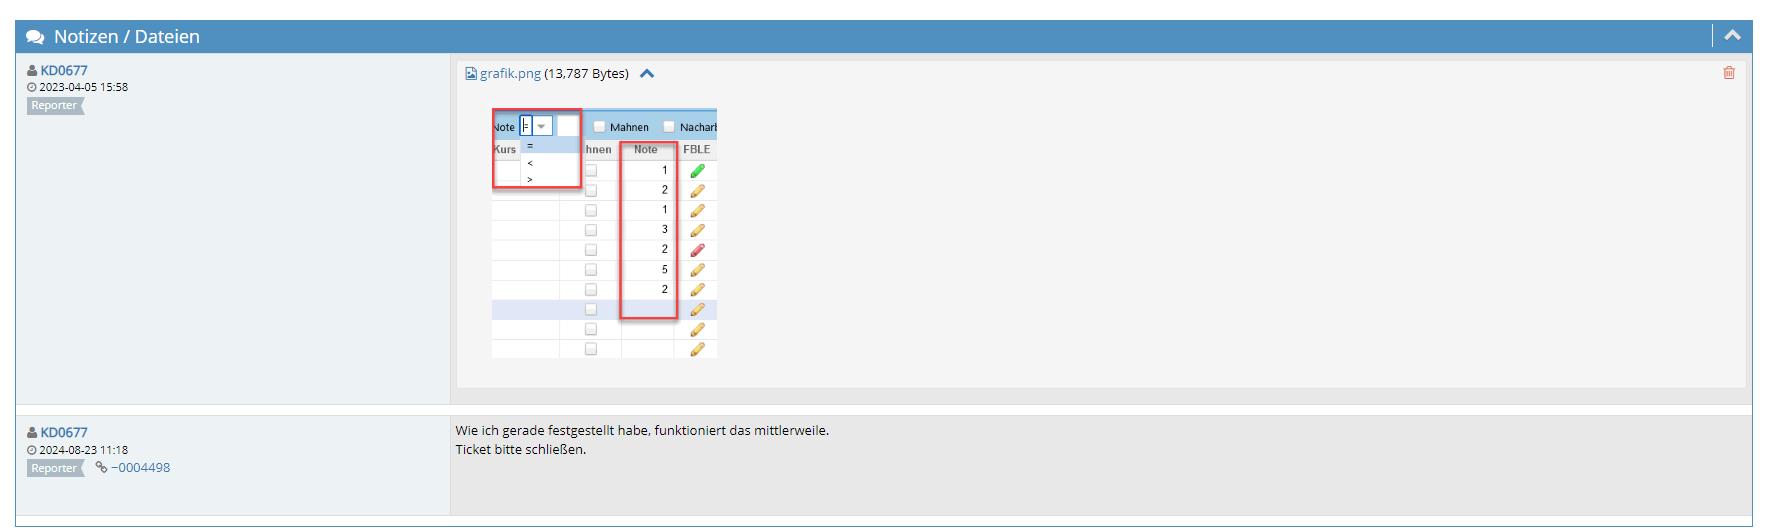 Notizen / Dateien
KD0677
2023-04-05 15:58
Reporter
grafik.png (13,787 Bytes)
Note = Mahnen Nacharb
Kurs = hnen Note FBLE
<
>
1
2
1
3
2
5
2
KD0677
2024-08-23 11:18
Reporter ~0004498
Wie ich gerade festgestellt habe, funktioniert das mittlerweile.
Ticket bitte schließen.